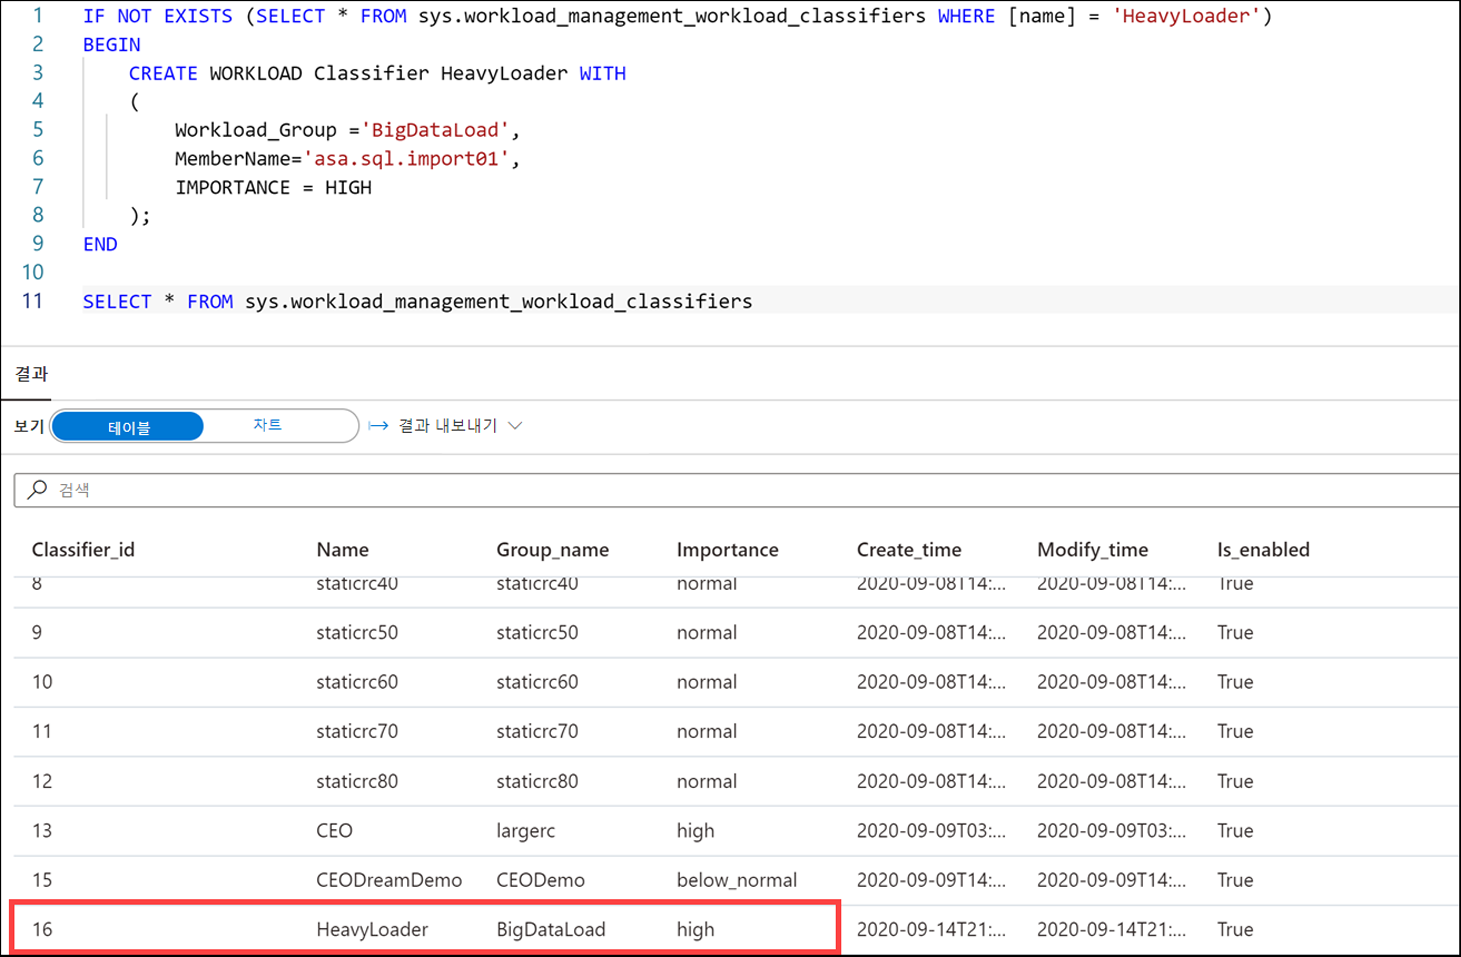 1 IF NOT EXISTS (SELECT * FROM sys.workload_management_workload_classifiers WHERE [name] = 'HeavyLoader')
2 BEGIN
3 CREATE WORKLOAD Classifier HeavyLoader WITH
4 (
5 Workload_Group ='BigDataLoad',
6 MemberName='asa.sql.import01',
7 IMPORTANCE = HIGH
8 );
9 END
10
11 SELECT * FROM sys.workload_management_workload_classifiers
결과
보기 테이블 차트 결과 내보내기
검색
Classifier_id Name Group_name Importance Create_time Modify_time Is_enabled
8 staticrc40 staticrc40 normal 2020-09-08T14:... 2020-09-08T14:... True
9 staticrc50 staticrc50 normal 2020-09-08T14:... 2020-09-08T14:... True
10 staticrc60 staticrc60 normal 2020-09-08T14:... 2020-09-08T14:... True
11 staticrc70 staticrc70 normal 2020-09-08T14:... 2020-09-08T14:... True
12 staticrc80 staticrc80 normal 2020-09-08T14:... 2020-09-08T14:... True
13 CEO largerc high 2020-09-09T03:... 2020-09-09T03:... True
15 CEODreamDemo CEODemo below_normal 2020-09-09T14:... 2020-09-09T14:... True
16 HeavyLoader BigDataLoad high 2020-09-14T21:... 2020-09-14T21:... True